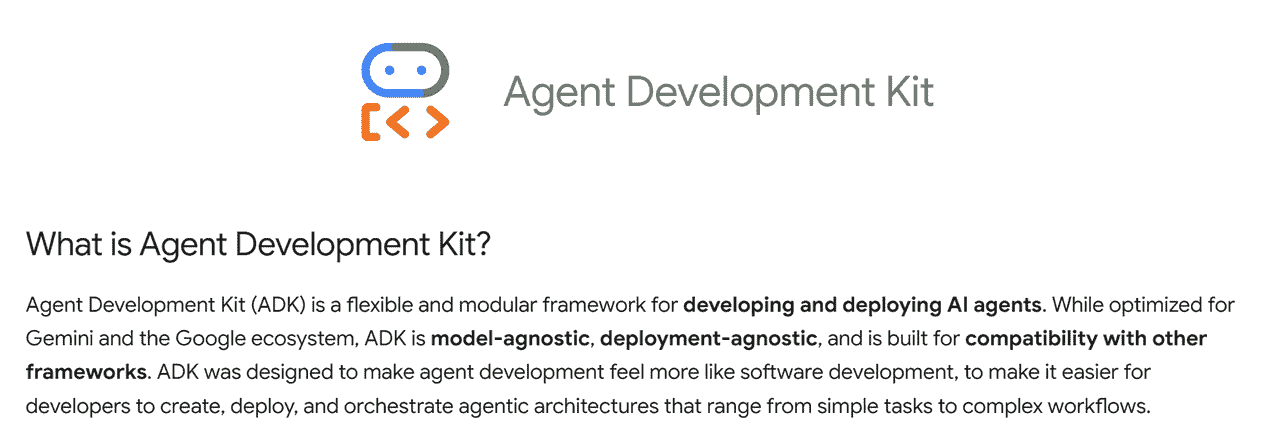 Agent Development Kit
What is Agent Development Kit?
Agent Development Kit (ADK) is a flexible and modular framework for developing and deploying AI agents. While optimized for
Gemini and the Google ecosystem, ADK is model-agnostic, deployment-agnostic, and is built for compatibility with other
frameworks. ADK was designed to make agent development feel more like software development, to make it easier for
developers to create, deploy, and orchestrate agentic architectures that range from simple tasks to complex workflows.